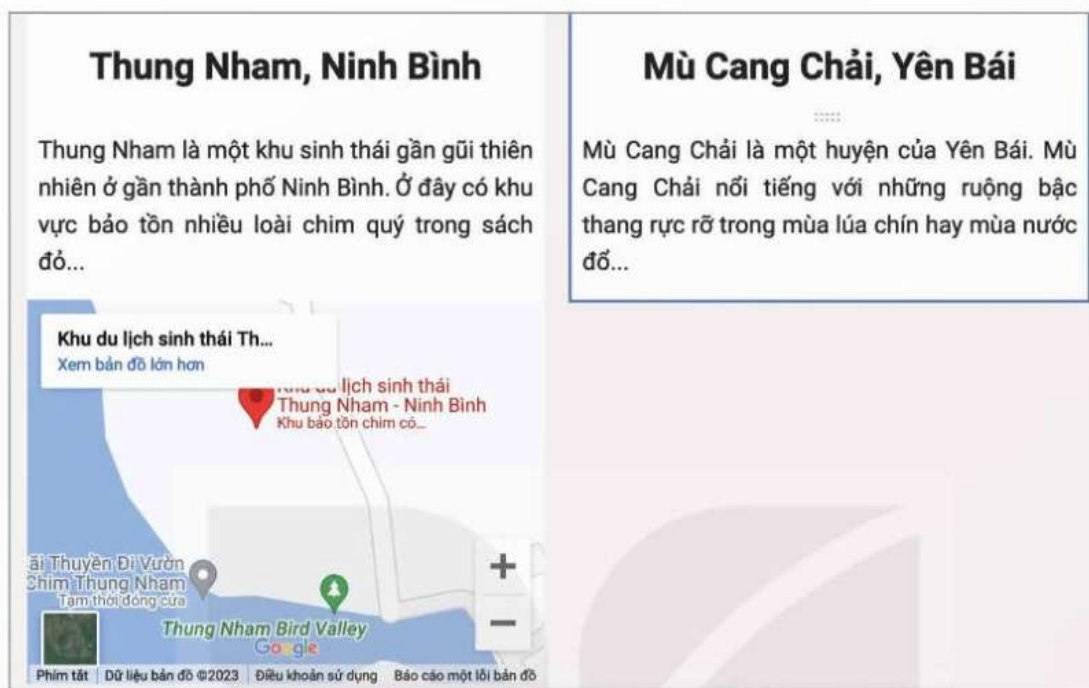 Thung Nham, Ninh Bình
Thung Nham là một khu sinh thái gần gũi thiên
nhiên ở gần thành phố Ninh Bình. Ở đây có khu
vực bảo tồn nhiều loài chim quý trong sách
đỏ...
Khu du lịch sinh thái Th...
Xem bản đồ lớn hơn
du lịch sinh thái
Thung Nham - Ninh Bình
Khu bảo tồn chim có...
ãi Thuyền Đi Vườn
Chim Thung Nham
Tạm thời đóng cửa
Thung Nham Bird Valley
Google
Phím tắt Dữ liệu bản đồ ©2023 Điều khoản sử dụng Báo cáo một lỗi bản đồ
Mù Cang Chải, Yên Bái
Mù Cang Chải là một huyện của Yên Bái. Mù
Cang Chải nổi tiếng với những ruộng bậc
thang rực rỡ trong mùa lúa chín hay mùa nước
đổ...